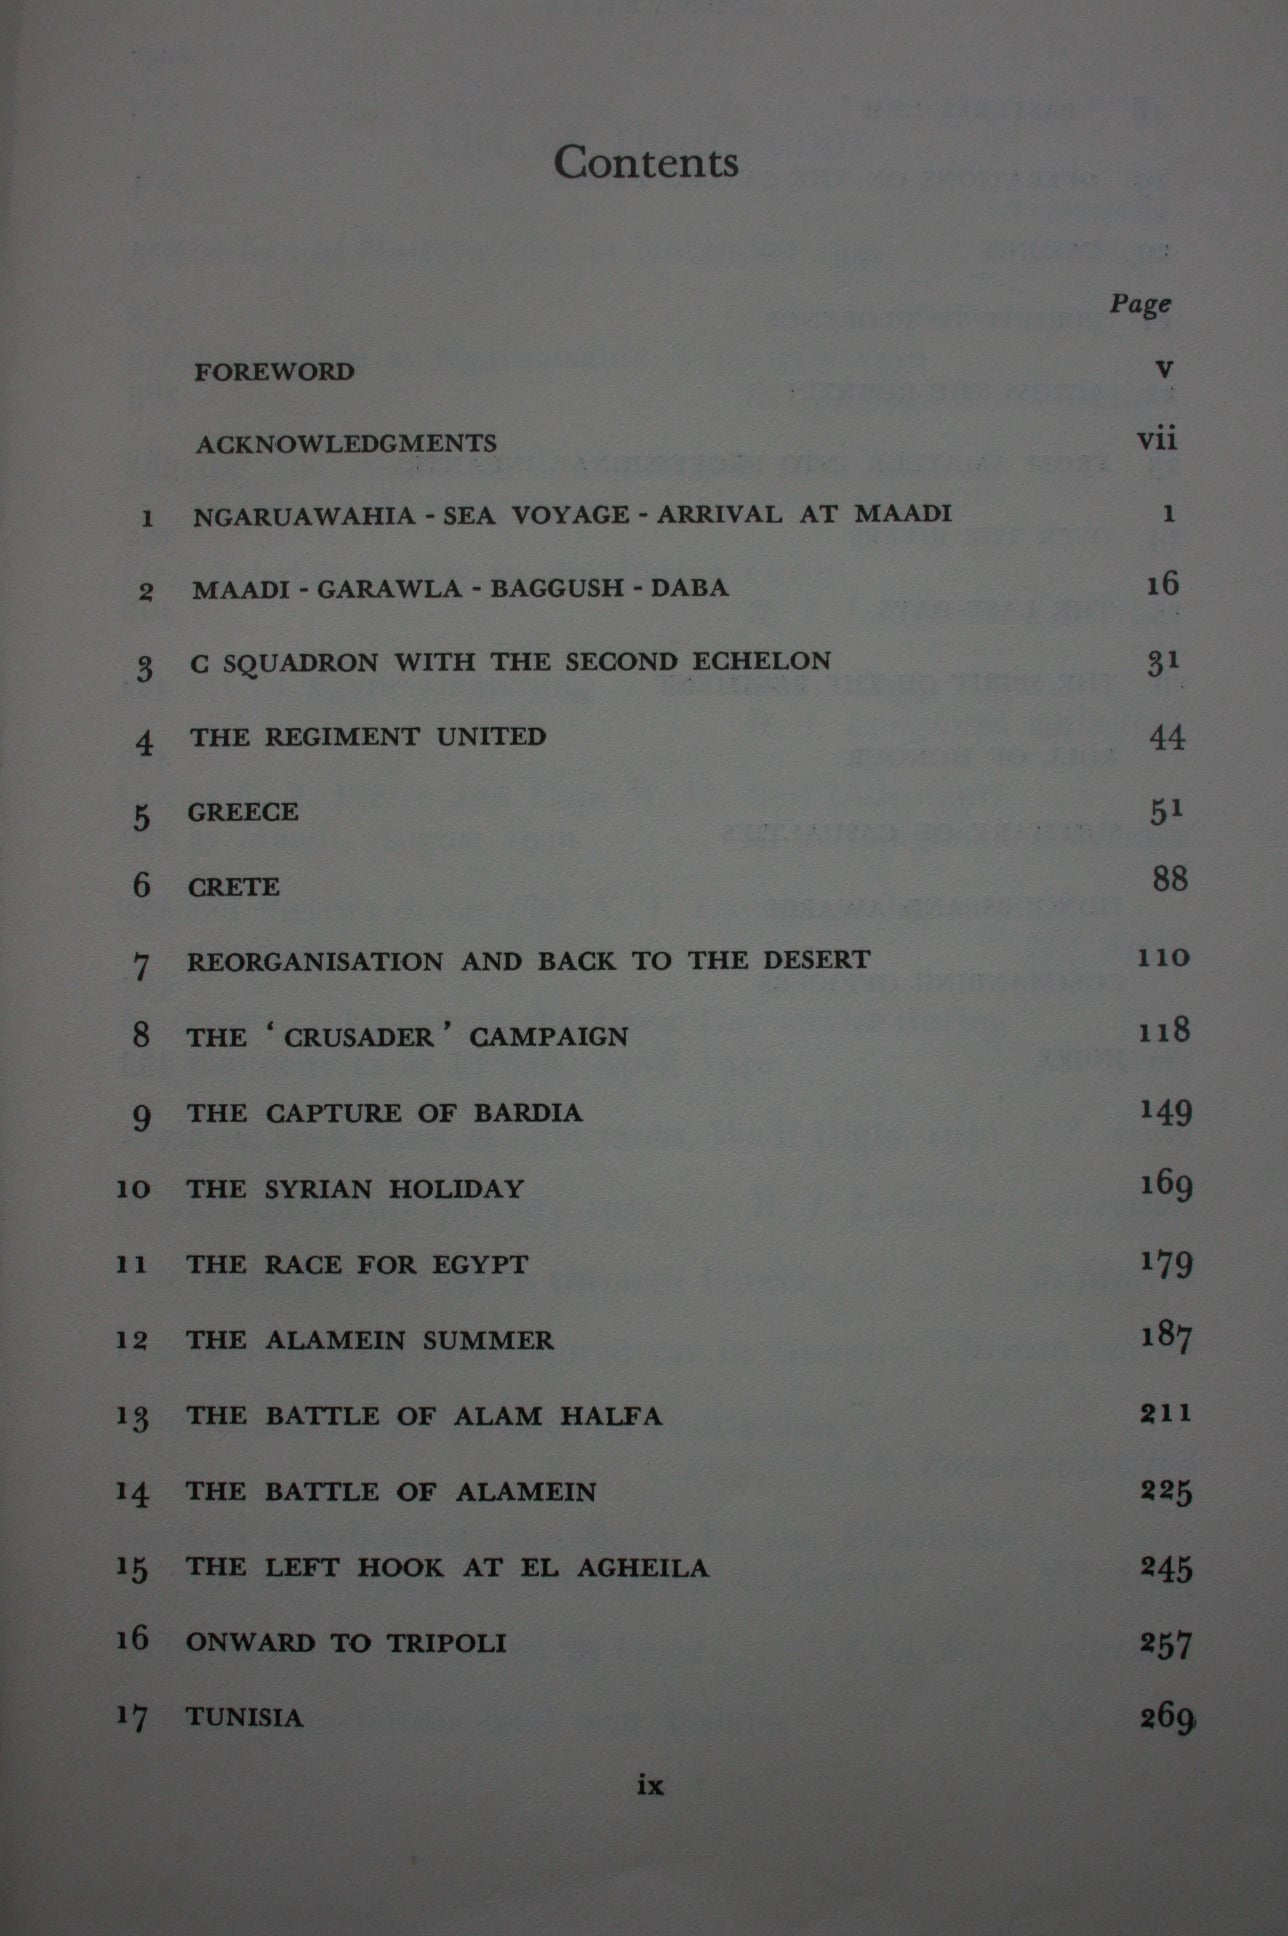 Contents
Page
FOREWORD v
ACKNOWLEDGMENTS vii
1 NGARUAWAHIA - SEA VOYAGE - ARRIVAL AT MAADI 1
2 MAADI - GARAWLA - BAGGUSH - DABA 16
3 C SQUADRON WITH THE SECOND ECHELON 31
4 THE REGIMENT UNITED 44
5 GREECE 51
6 CRETE 88
7 REORGANISATION AND BACK TO THE DESERT 110
8 THE ‘ CRUSADER ’ CAMPAIGN 118
9 THE CAPTURE OF BARDIA 149
10 THE SYRIAN HOLIDAY 169
11 THE RACE FOR EGYPT 179
12 THE ALAMEIN SUMMER 187
13 THE BATTLE OF ALAM HALFA 211
14 THE BATTLE OF ALAMEIN 225
15 THE LEFT HOOK AT EL AGHEILA 245
16 ONWARD TO TRIPOLI 257
17 TUNISIA 269
ix